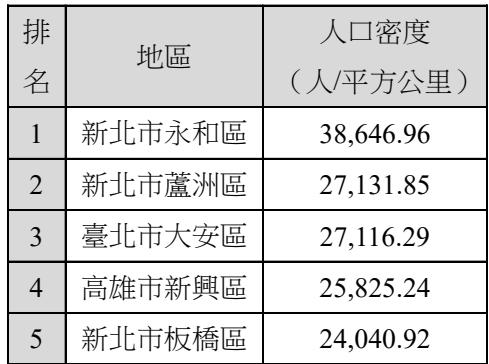 排名 地區 人口密度（人/平方公里）
1 新北市永和區 38,646.96
2 新北市蘆洲區 27,131.85
3 臺北市大安區 27,116.29
4 高雄市新興區 25,825.24
5 新北市板橋區 24,040.92